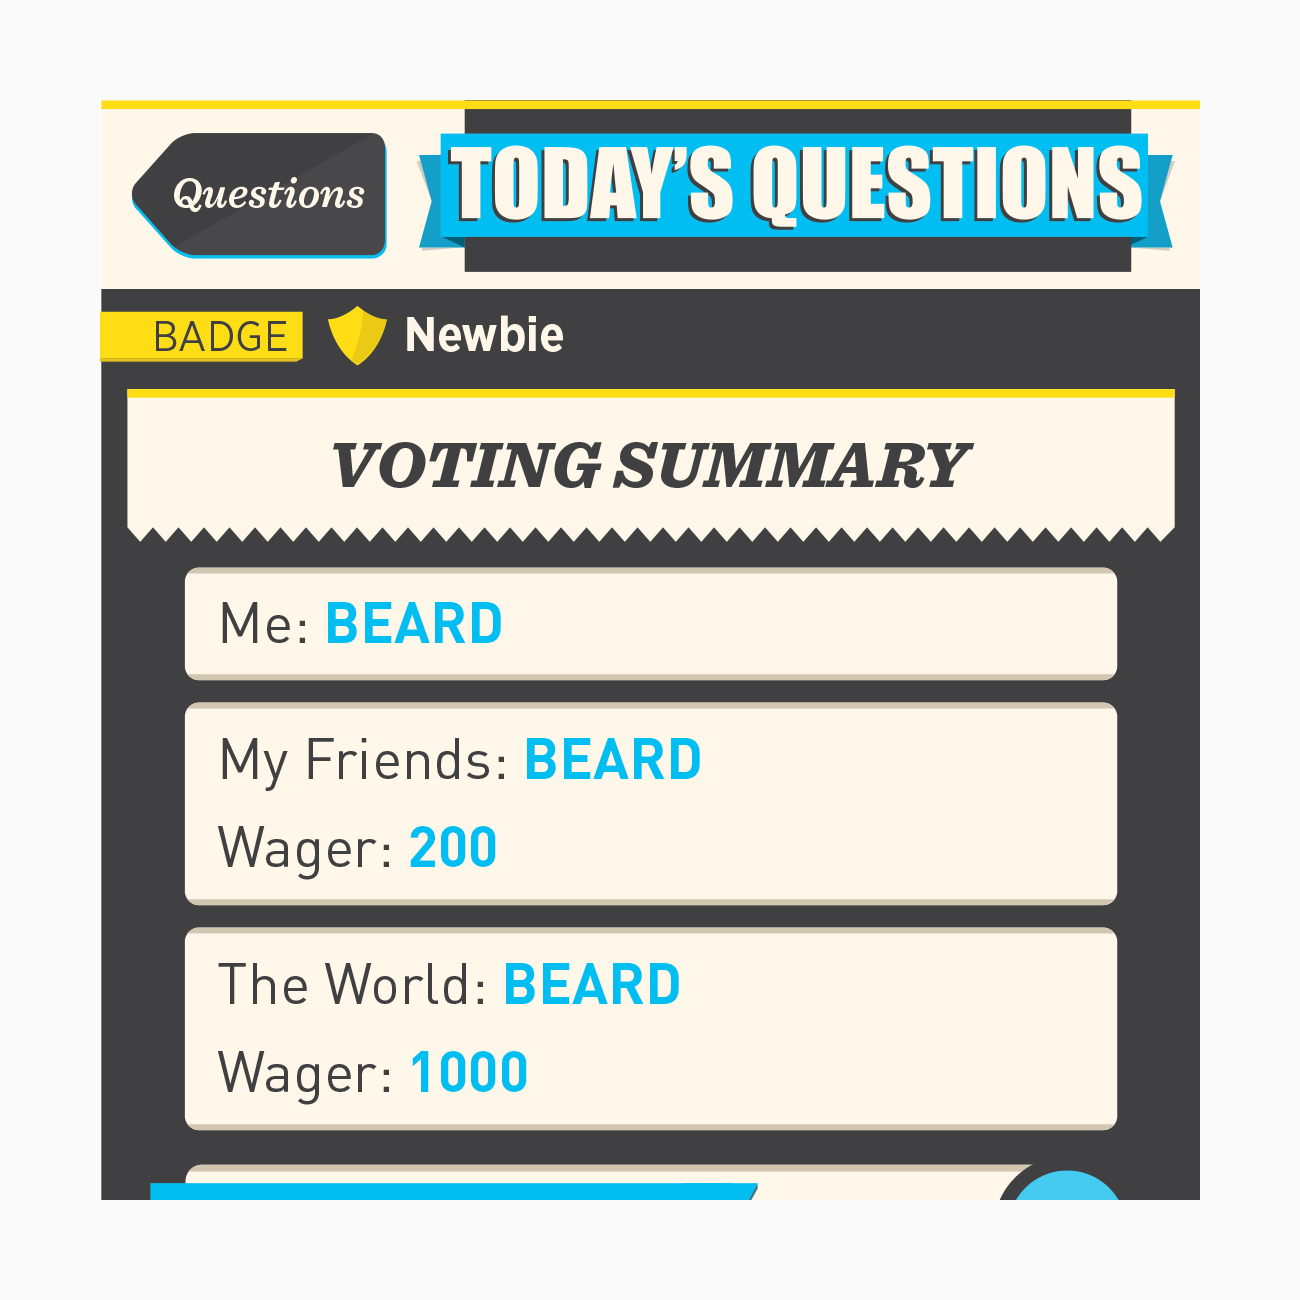 Questions
TODAY'S QUESTIONS
BADGE
Newbie
VOTING SUMMARY
Me: BEARD
My Friends: BEARD
Wager: 200
The World: BEARD
Wager: 1000